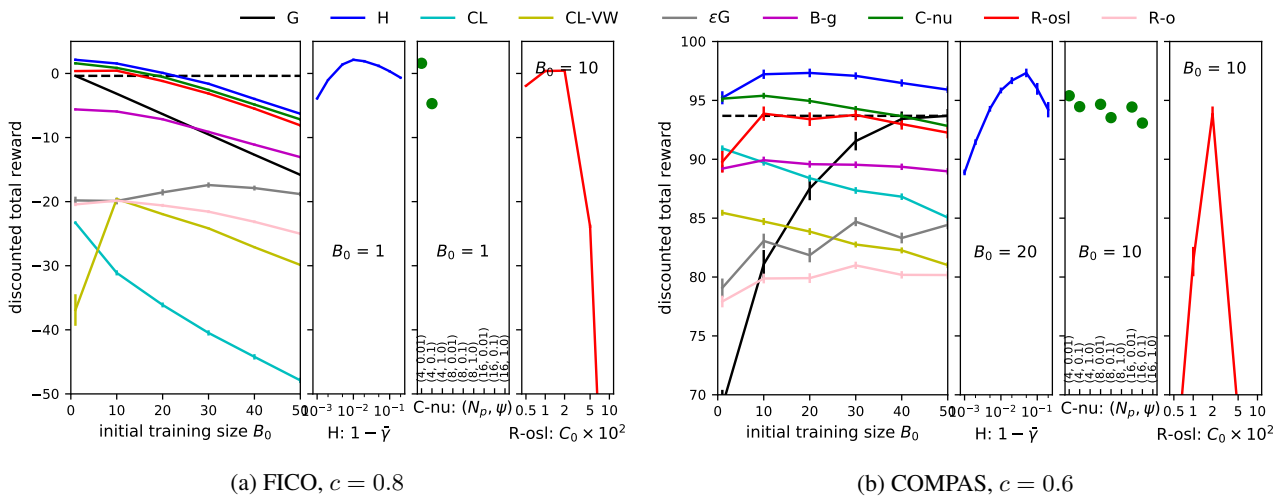 G H CL CL-VW εG B-g C-nu R-osl R-o
discounted total reward
0
−10
−20
−30
−40
−50
0 10 20 30 40 50
initial training size B₀
B₀ = 1
10⁻³ 10⁻² 10⁻¹
H: 1 − γ̄
B₀ = 1
(4, 0.01)
(4, 0.1)
(4, 1.0)
(8, 0.01)
(8, 0.1)
(8, 1.0)
(16, 0.01)
(16, 0.1)
(16, 1.0)
C-nu: (Nₚ, ψ)
B₀ = 10
0.5 1 2 5 10
R-osl: C₀ × 10²
(a) FICO, c = 0.8
discounted total reward
100
95
90
85
80
75
70
0 10 20 30 40 50
initial training size B₀
B₀ = 20
10⁻³ 10⁻² 10⁻¹
H: 1 − γ̄
B₀ = 10
(4, 0.01)
(4, 0.1)
(4, 1.0)
(8, 0.01)
(8, 0.1)
(8, 1.0)
(16, 0.01)
(16, 0.1)
(16, 1.0)
C-nu: (Nₚ, ψ)
B₀ = 10
0.5 1 2 5 10
R-osl: C₀ × 10²
(b) COMPAS, c = 0.6